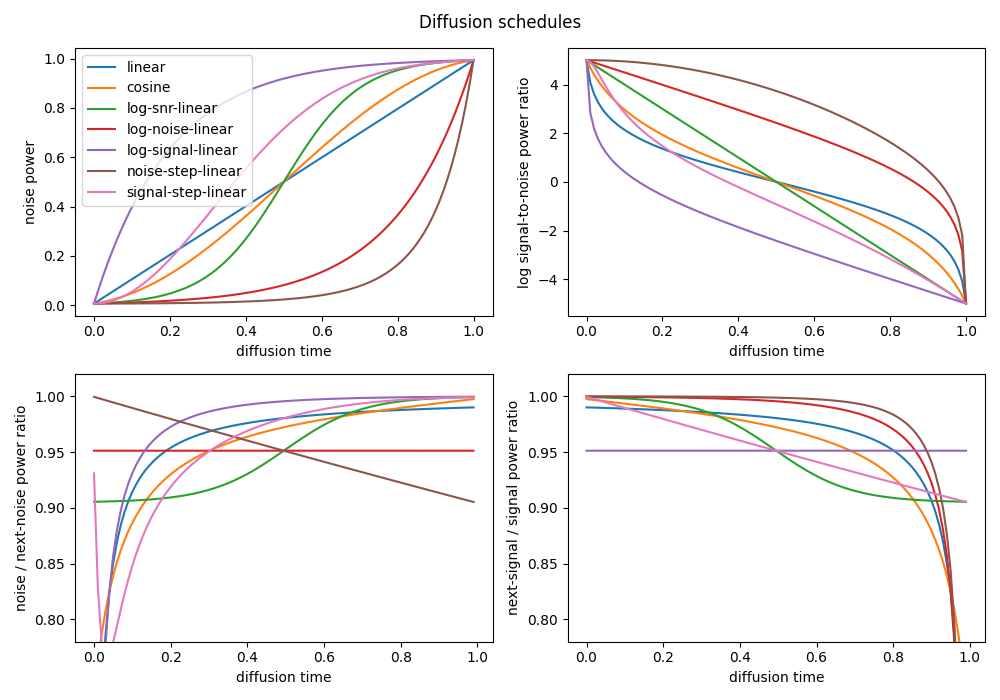 Diffusion schedules
noise power
1.0
0.8
0.6
0.4
0.2
0.0
linear
cosine
log-snr-linear
log-noise-linear
log-signal-linear
noise-step-linear
signal-step-linear
0.0 0.2 0.4 0.6 0.8 1.0
diffusion time
log signal-to-noise power ratio
4
2
0
−2
−4
0.0 0.2 0.4 0.6 0.8 1.0
diffusion time
noise / next-noise power ratio
1.00
0.95
0.90
0.85
0.80
0.0 0.2 0.4 0.6 0.8 1.0
diffusion time
next-signal / signal power ratio
1.00
0.95
0.90
0.85
0.80
0.0 0.2 0.4 0.6 0.8 1.0
diffusion time